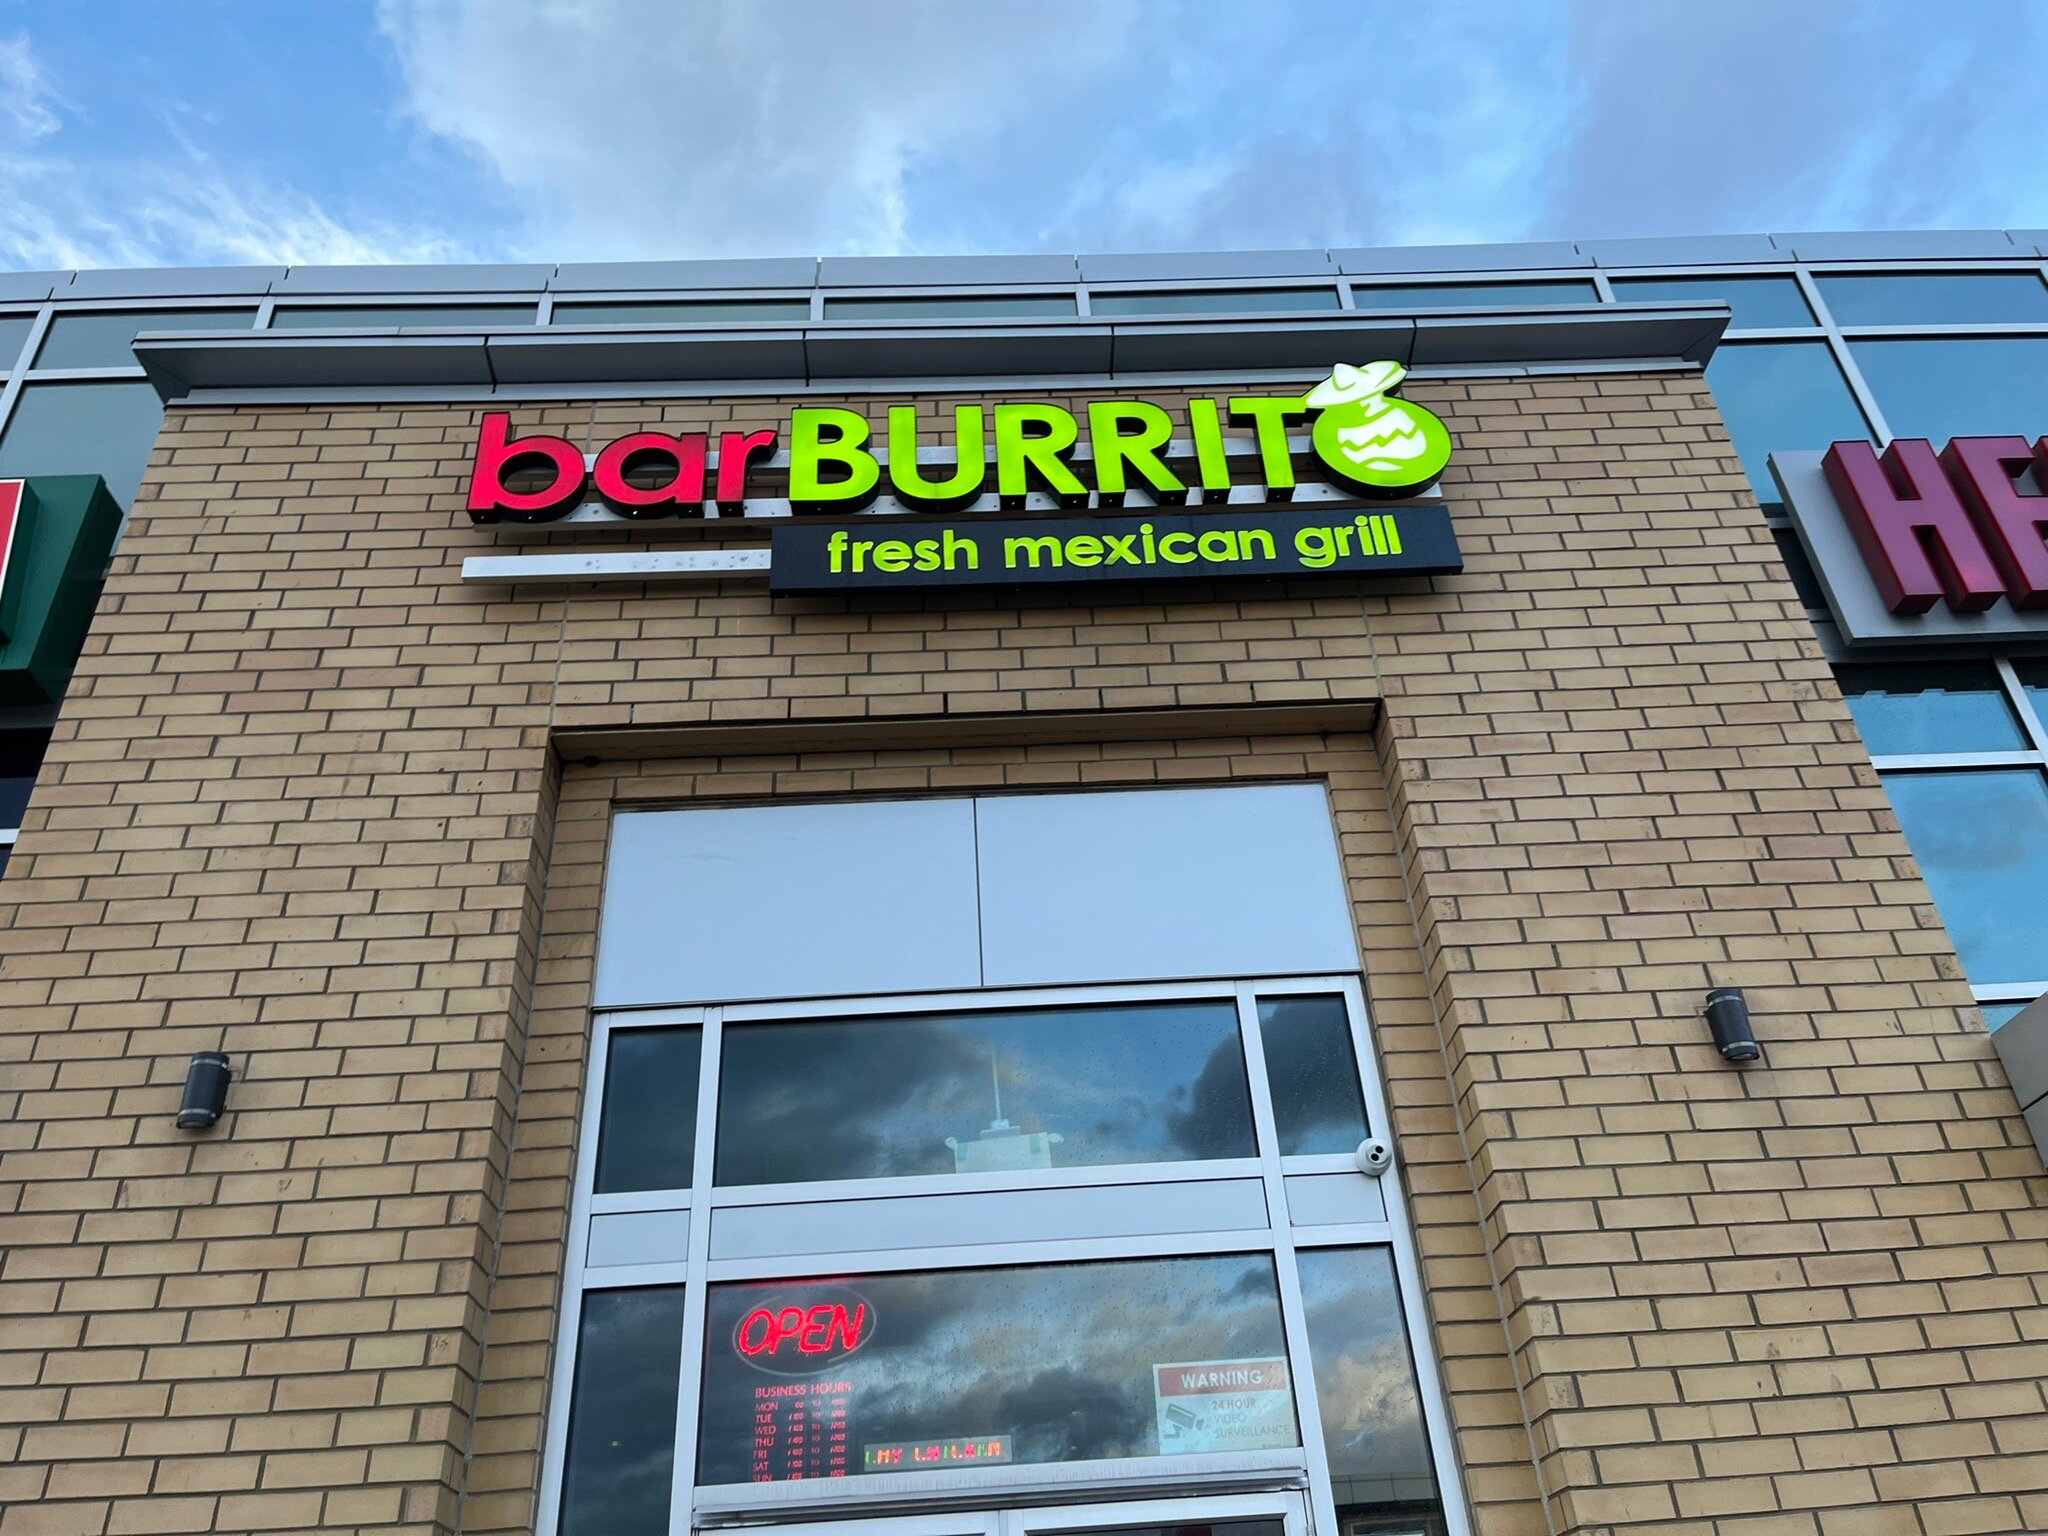 barBURRITO
fresh mexican grill
HE
OPEN
BUSINESS HOURS
MON
TUE
WED
THU
FRI
SAT
SUN
WARNING
24 HOUR
VIDEO
SURVEILLANCE